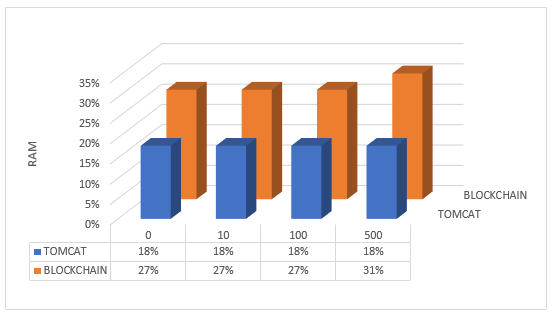 35%
30%
25%
20%
15%
10%
5%
0%
RAM
BLOCKCHAIN
TOMCAT
0 10 100 500
TOMCAT 18% 18% 18% 18%
BLOCKCHAIN 27% 27% 27% 31%